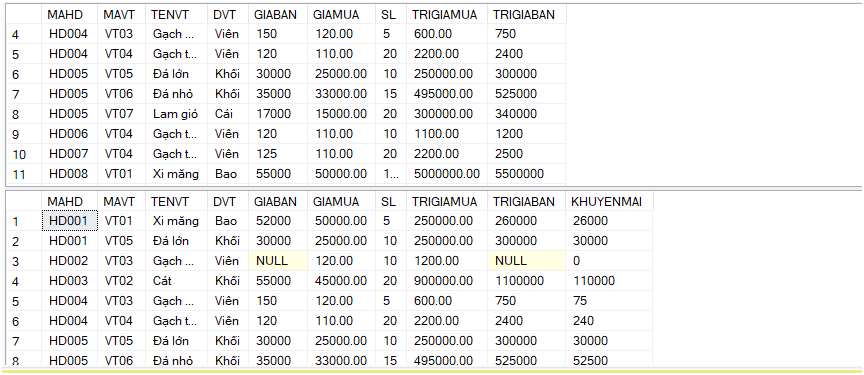 MAHD MAVT TENVT DVT GIABAN GIAMUA SL TRIGIAMUA TRIGIABAN
4 HD004 VT03 Gạch ... Viên 150 120.00 5 600.00 750
5 HD004 VT04 Gạch t... Viên 120 110.00 20 2200.00 2400
6 HD005 VT05 Đá lớn Khối 30000 25000.00 10 250000.00 300000
7 HD005 VT06 Đá nhỏ Khối 35000 33000.00 15 495000.00 525000
8 HD005 VT07 Lam gió Cái 17000 15000.00 20 300000.00 340000
9 HD006 VT04 Gạch t... Viên 120 110.00 10 1100.00 1200
10 HD007 VT04 Gạch t... Viên 125 110.00 20 2200.00 2500
11 HD008 VT01 Xi măng Bao 55000 50000.00 1... 5000000.00 5500000
MAHD MAVT TENVT DVT GIABAN GIAMUA SL TRIGIAMUA TRIGIABAN KHUYENMAI
1 HD001 VT01 Xi măng Bao 52000 50000.00 5 250000.00 260000 26000
2 HD001 VT05 Đá lớn Khối 30000 25000.00 10 250000.00 300000 30000
3 HD002 VT03 Gạch ... Viên NULL 120.00 10 1200.00 NULL 0
4 HD003 VT02 Cát Khối 55000 45000.00 20 900000.00 1100000 110000
5 HD004 VT03 Gạch ... Viên 150 120.00 5 600.00 750 75
6 HD004 VT04 Gạch t... Viên 120 110.00 20 2200.00 2400 240
7 HD005 VT05 Đá lớn Khối 30000 25000.00 10 250000.00 300000 30000
8 HD005 VT06 Đá nhỏ Khối 35000 33000.00 15 495000.00 525000 52500